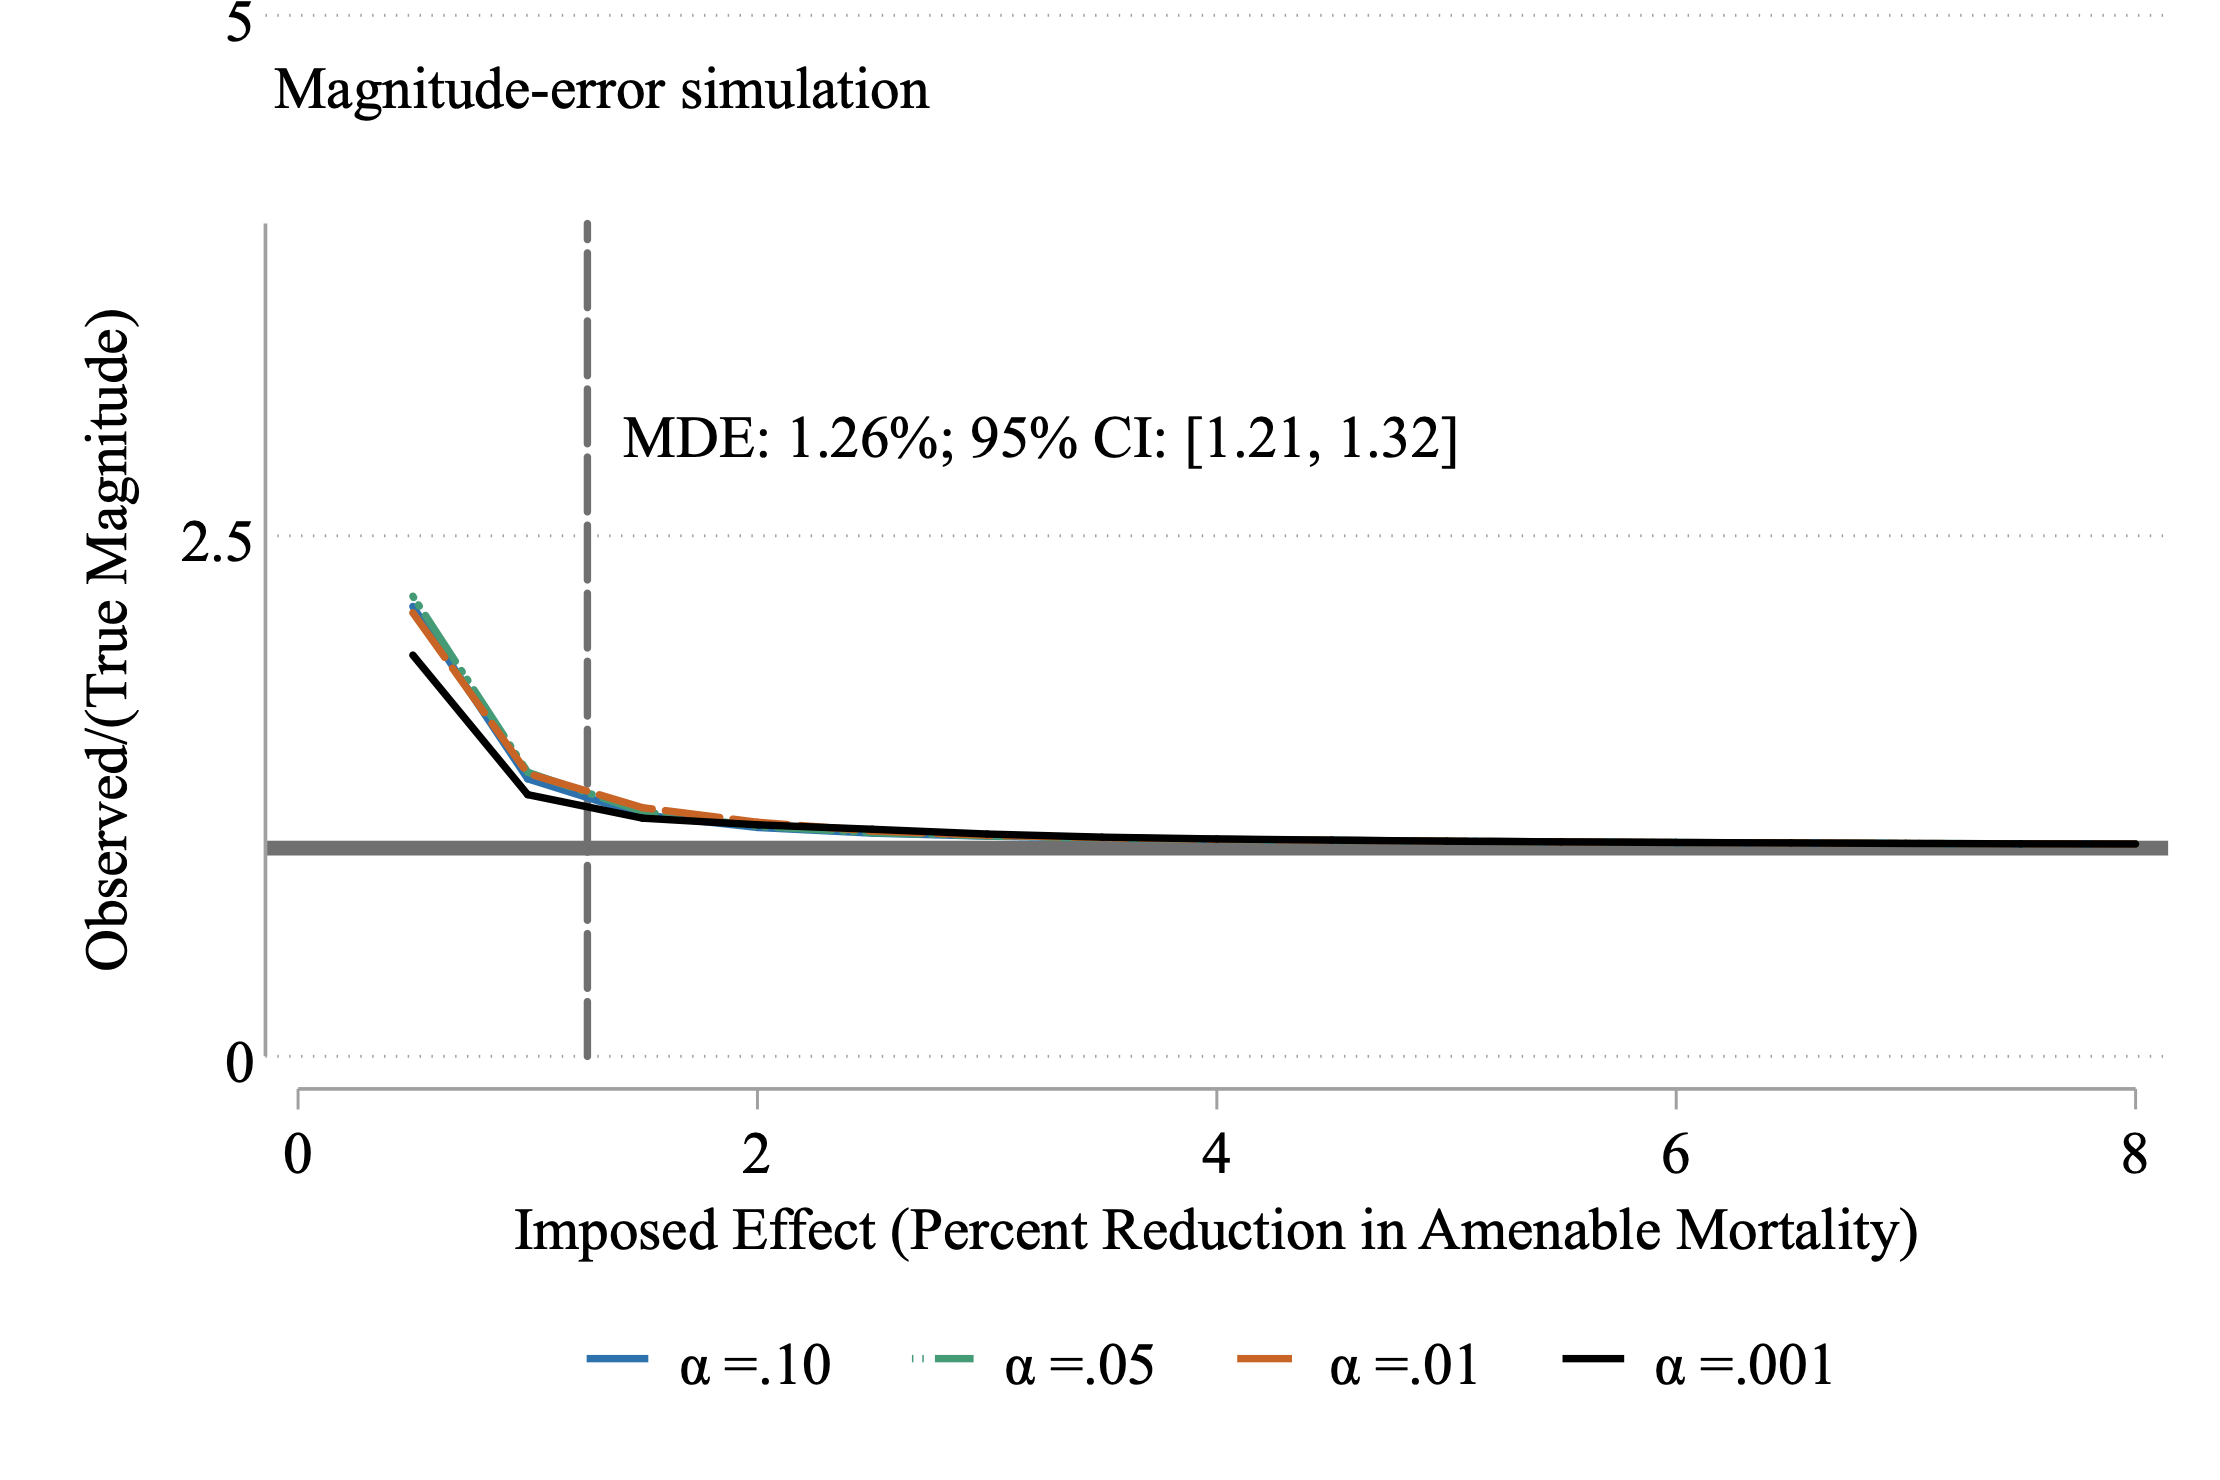 5
Magnitude-error simulation
MDE: 1.26%; 95% CI: [1.21, 1.32]
2.5
Observed/(True Magnitude)
0
0 2 4 6 8
Imposed Effect (Percent Reduction in Amenable Mortality)
α =.10 α =.05 α =.01 α =.001